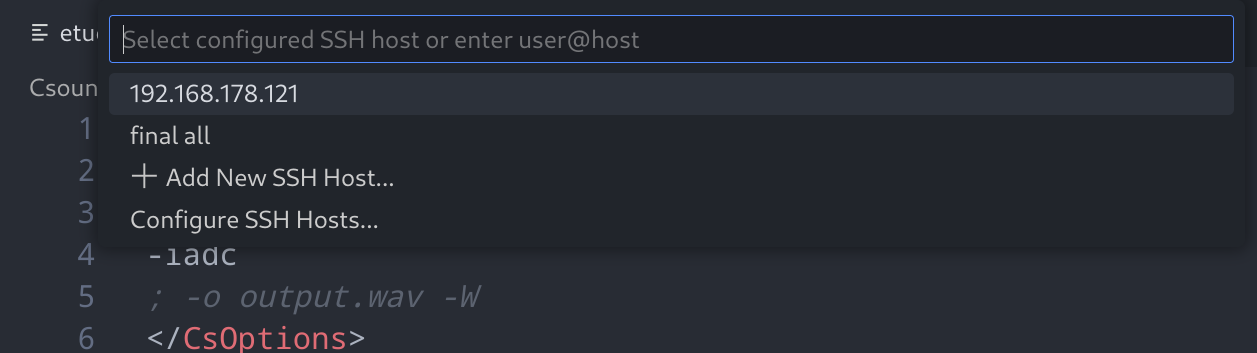 etu
Select configured SSH host or enter user@host
192.168.178.121
Csoun
final all
1
+ Add New SSH Host...
2
3
Configure SSH Hosts...
4 -iadc
5 ; -o output.wav -W
6 </CsOptions>